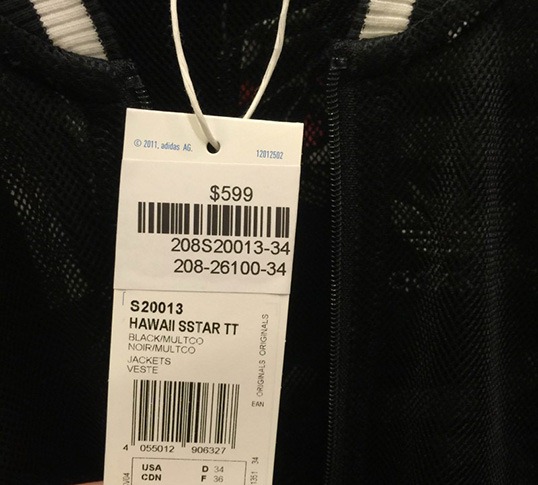 © 2011, adidas AG.
12012502
$599
208S20013-34
208-26100-34
S20013
HAWAII SSTAR TT
BLACK/MULTCO
NOIR/MULTCO
JACKETS
VESTE
ORIGINALS ORIGINALS
EAN
4 055012 906327
USA D 34
CDN F 36